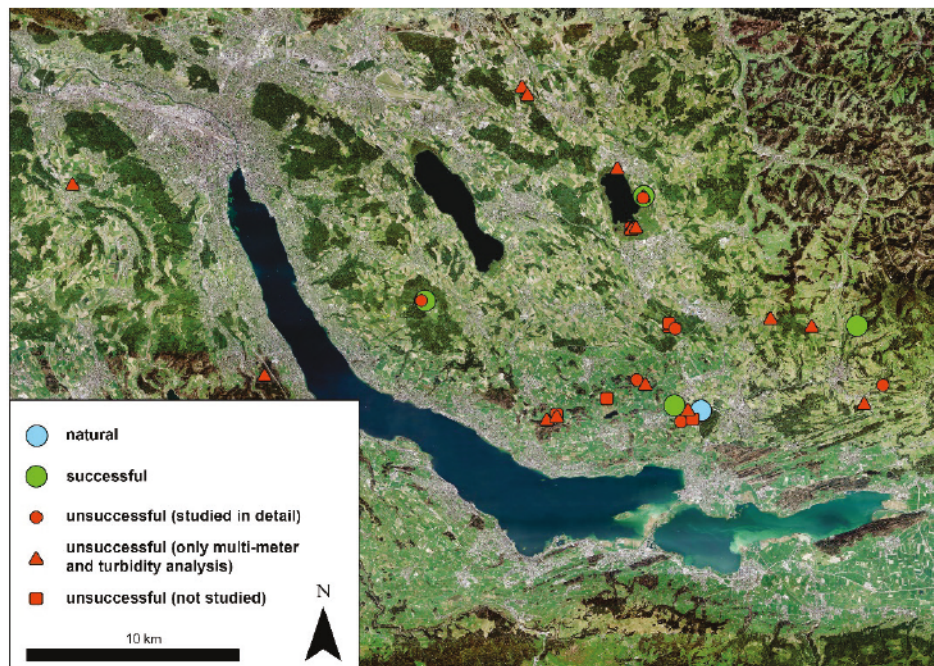 natural
successful
unsuccessful (studied in detail)
unsuccessful (only multi-meter
and turbidity analysis)
unsuccessful (not studied)
N
10 km